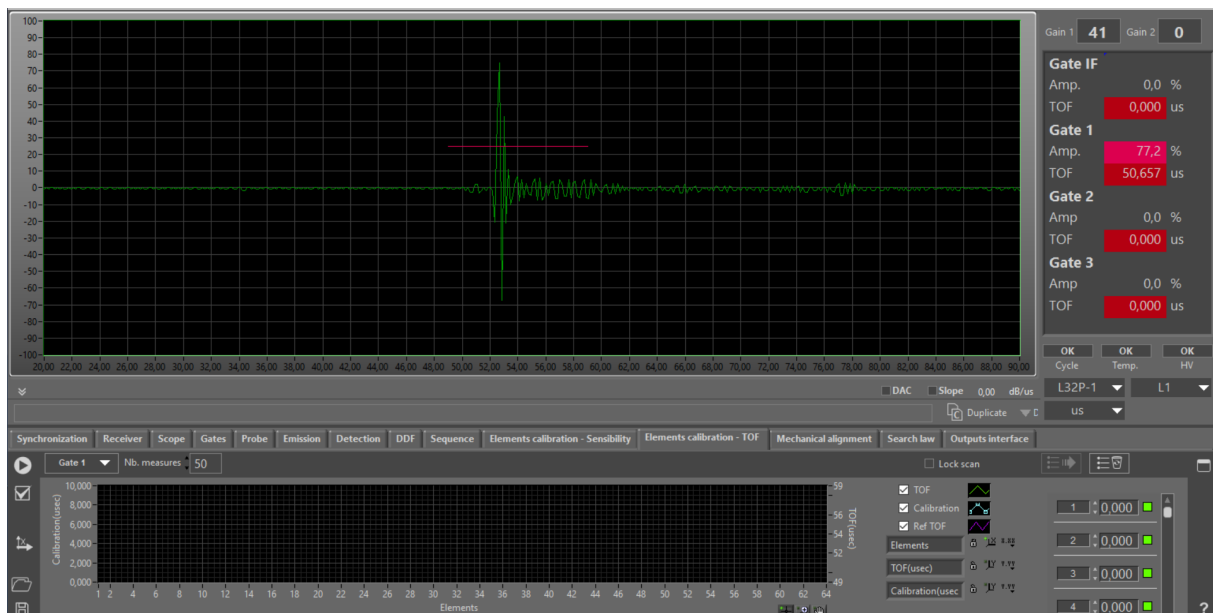 100
90
80
70
60
50
40
30
20
10
0
-10
-20
-30
-40
-50
-60
-70
-80
-90
-100
20,00 22,00 24,00 26,00 28,00 30,00 32,00 34,00 36,00 38,00 40,00 42,00 44,00 46,00 48,00 50,00 52,00 54,00 56,00 58,00 60,00 62,00 64,00 66,00 68,00 70,00 72,00 74,00 76,00 78,00 80,00 82,00 84,00 86,00 88,00 90,00
Gain 1 41 Gain 2 0
Gate IF
Amp. 0,0 %
TOF 0,000 us
Gate 1
Amp. 77,2 %
TOF 50,657 us
Gate 2
Amp 0,0 %
TOF 0,000 us
Gate 3
Amp 0,0 %
TOF 0,000 us
OK OK OK
Cycle Temp. HV
L32P-1 L1
us
DAC Slope 0,00 dB/us
Duplicate D
Synchronization Receiver Scope Gates Probe Emission Detection DDF Sequence Elements calibration - Sensibility Elements calibration - TOF Mechanical alignment Search law Outputs interface
Gate 1 Nb. measures 50 Lock scan
10,000
8,000
6,000
4,000
2,000
0,000
Calibration(usec)
1 2 4 6 8 10 12 14 16 18 20 22 24 26 28 30 32 34 36 38 40 42 44 46 48 50 52 54 56 58 60 62 64
Elements
59
56
54
52
49
TOF(usec)
TOF
Calibration
Ref TOF
Elements
TOF(usec)
Calibration(usec
1 0,000
2 0,000
3 0,000
4 0,000
?